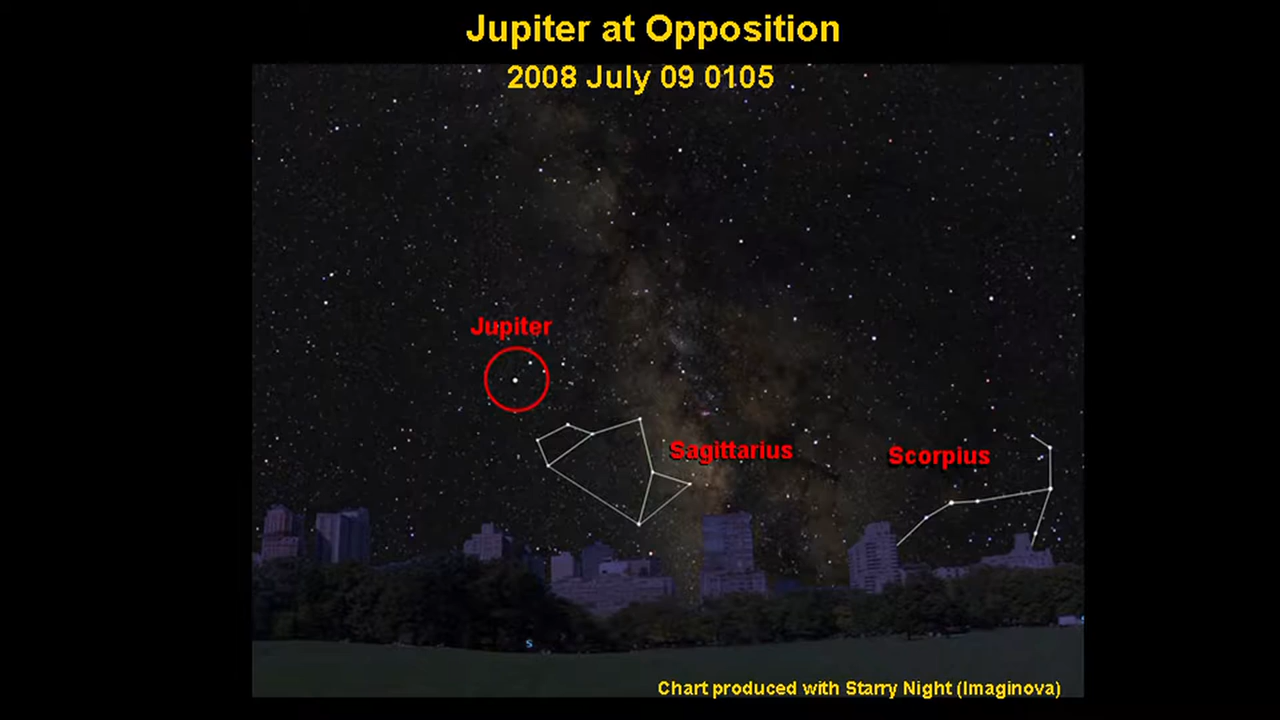 Jupiter at Opposition
2008 July 09 0105
Jupiter
Sagittarius
Scorpius
S
Chart produced with Starry Night (Imaginova)